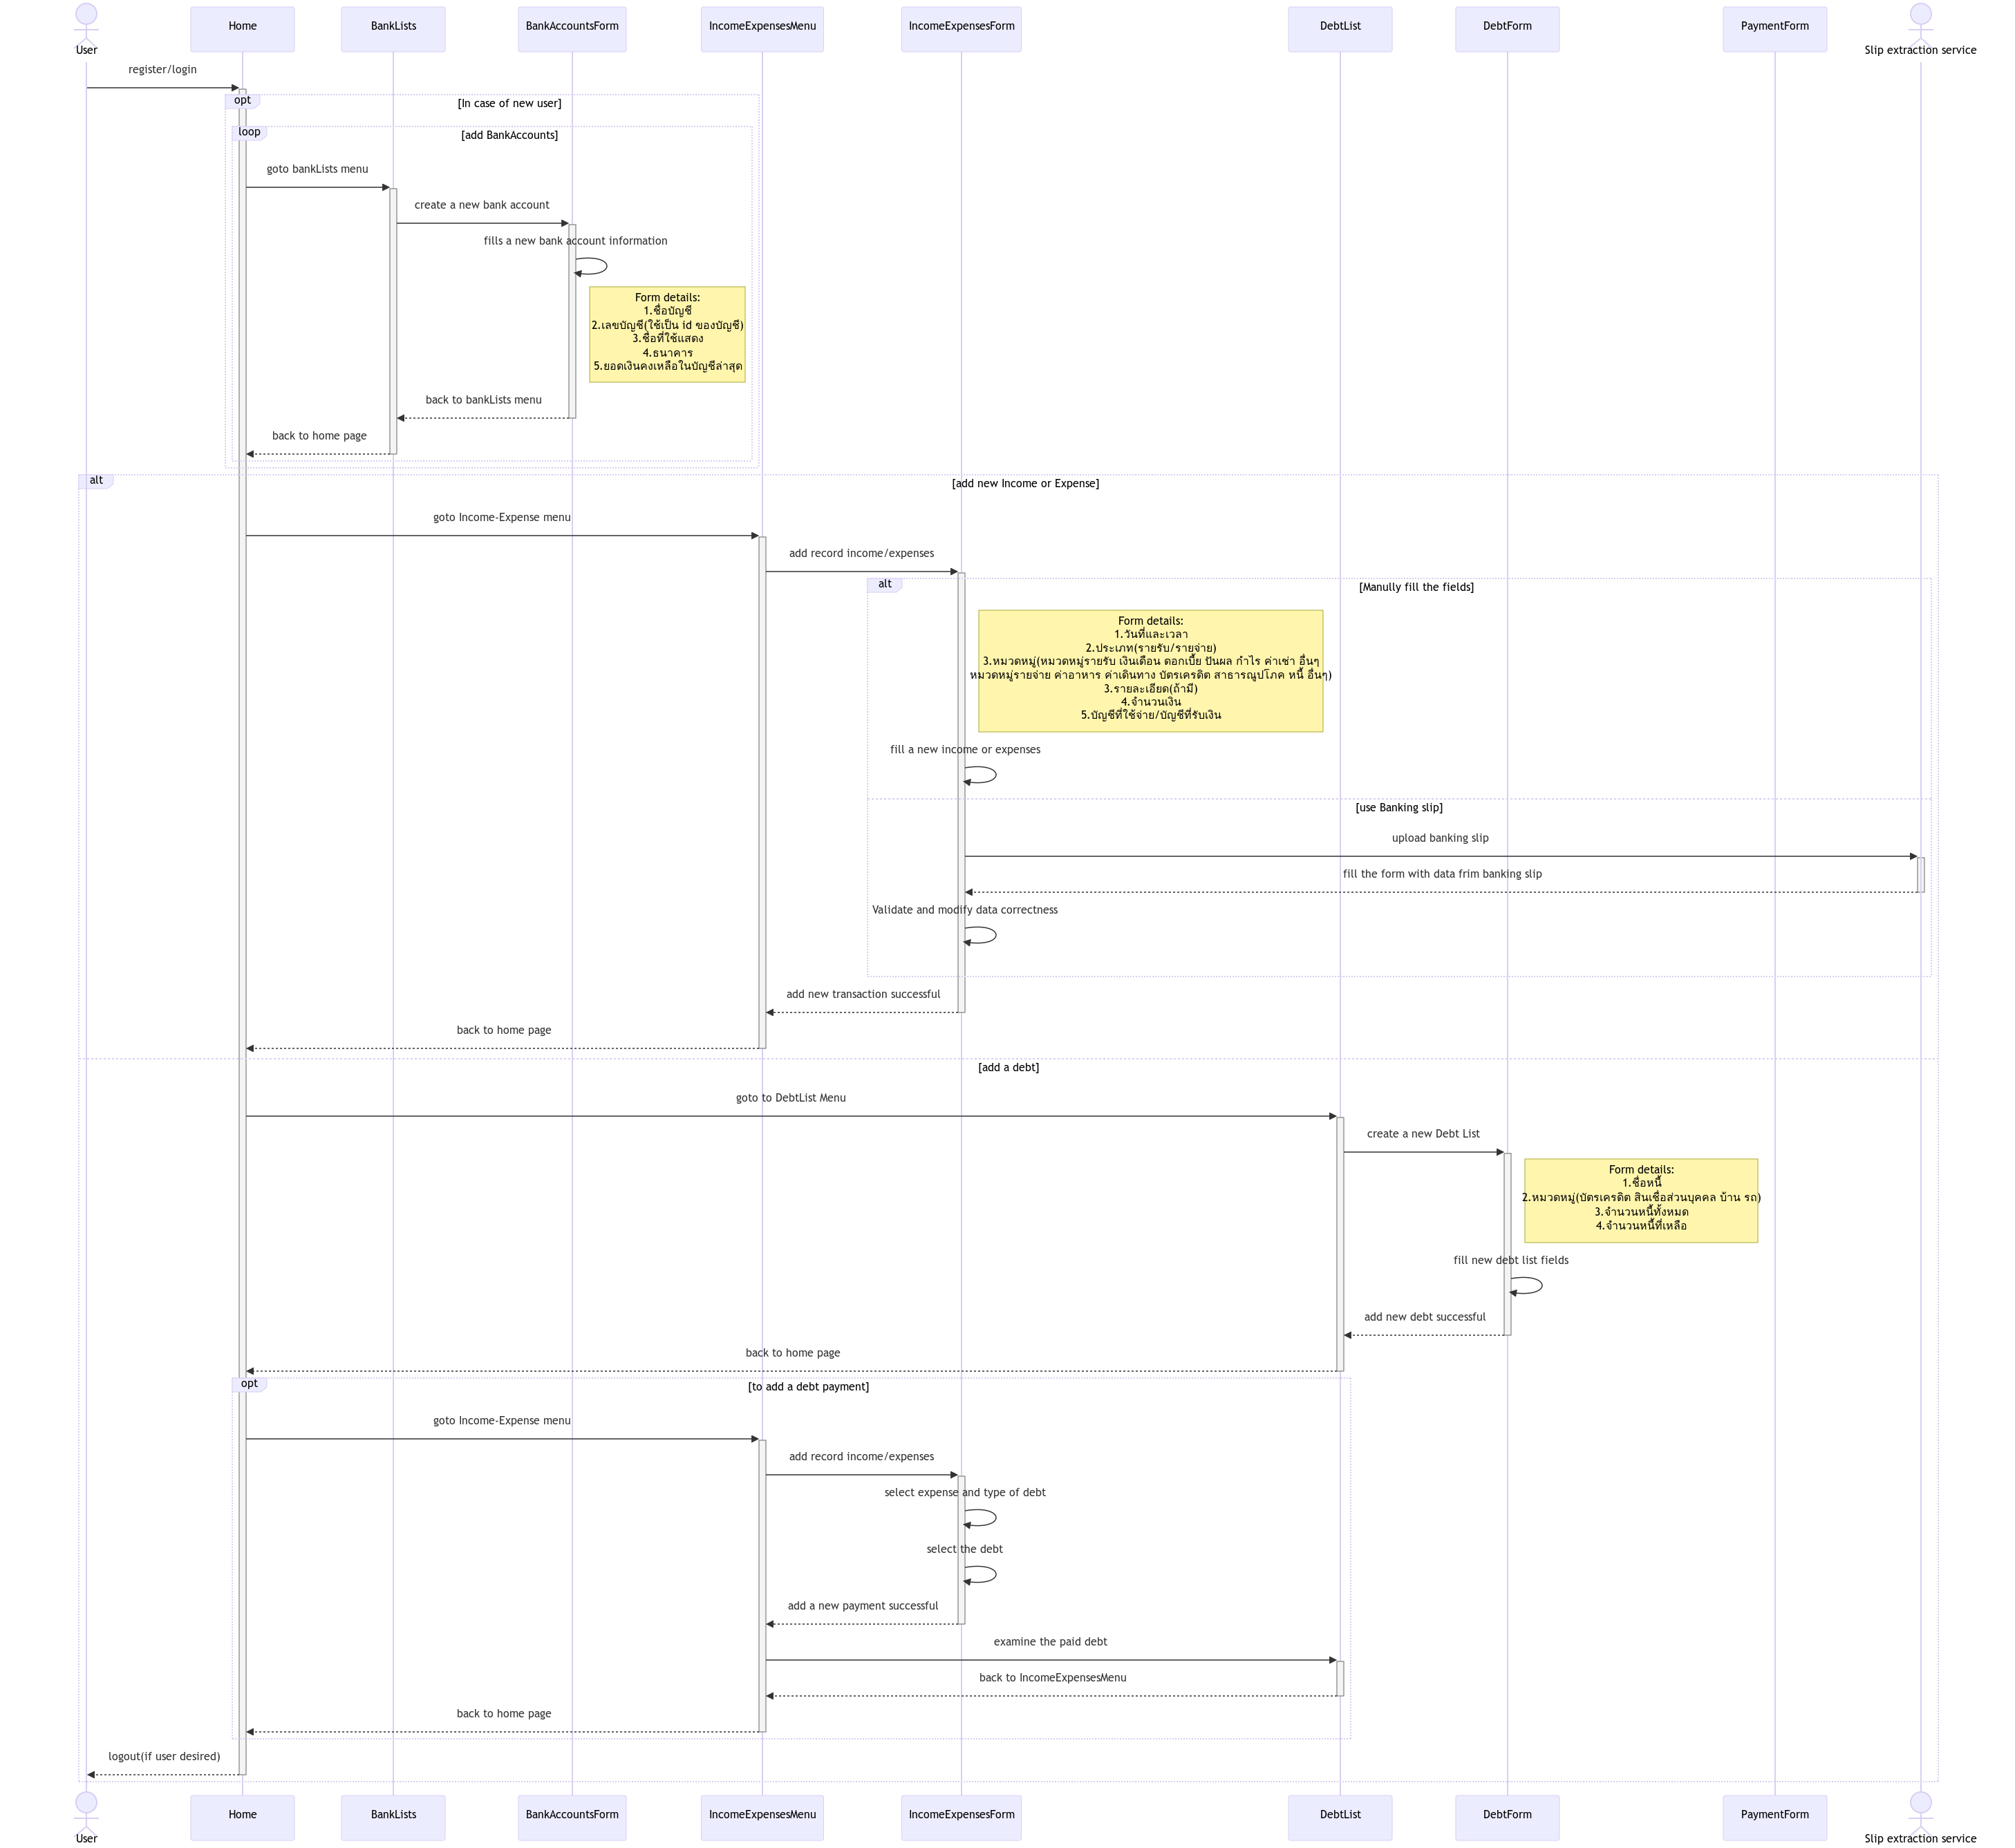 User
Home
BankLists
BankAccountsForm
IncomeExpensesMenu
IncomeExpensesForm
DebtList
DebtForm
PaymentForm
Slip extraction service
register/login
opt
[In case of new user]
loop
[add BankAccounts]
goto bankLists menu
create a new bank account
fills a new bank account information
Form details:
1.ชื่อบัญชี
2.เลขบัญชี(ใช้เป็น id ของบัญชี)
3.ชื่อที่ใช้แสดง
4.ธนาคาร
5.ยอดเงินคงเหลือในบัญชีล่าสุด
back to bankLists menu
back to home page
alt
[add new Income or Expense]
goto Income-Expense menu
add record income/expenses
alt
[Manully fill the fields]
Form details:
1.วันที่และเวลา
2.ประเภท(รายรับ/รายจ่าย)
3.หมวดหมู่(หมวดหมู่รายรับ เงินเดือน ดอกเบี้ย ปันผล กำไร ค่าเช่า อื่นๆ
หมวดหมู่รายจ่าย ค่าอาหาร ค่าเดินทาง บัตรเครดิต สาธารณูปโภค หนี้ อื่นๆ)
3.รายละเอียด(ถ้ามี)
4.จำนวนเงิน
5.บัญชีที่ใช้จ่าย/บัญชีที่รับเงิน
fill a new income or expenses
[use Banking slip]
upload banking slip
fill the form with data frim banking slip
Validate and modify data correctness
add new transaction successful
back to home page
[add a debt]
goto to DebtList Menu
create a new Debt List
Form details:
1.ชื่อหนี้
2.หมวดหมู่(บัตรเครดิต สินเชื่อส่วนบุคคล บ้าน รถ)
3.จำนวนหนี้ทั้งหมด
4.จำนวนหนี้ที่เหลือ
fill new debt list fields
add new debt successful
back to home page
opt
[to add a debt payment]
goto Income-Expense menu
add record income/expenses
select expense and type of debt
select the debt
add a new payment successful
examine the paid debt
back to IncomeExpensesMenu
back to home page
logout(if user desired)
User
Home
BankLists
BankAccountsForm
IncomeExpensesMenu
IncomeExpensesForm
DebtList
DebtForm
PaymentForm
Slip extraction service